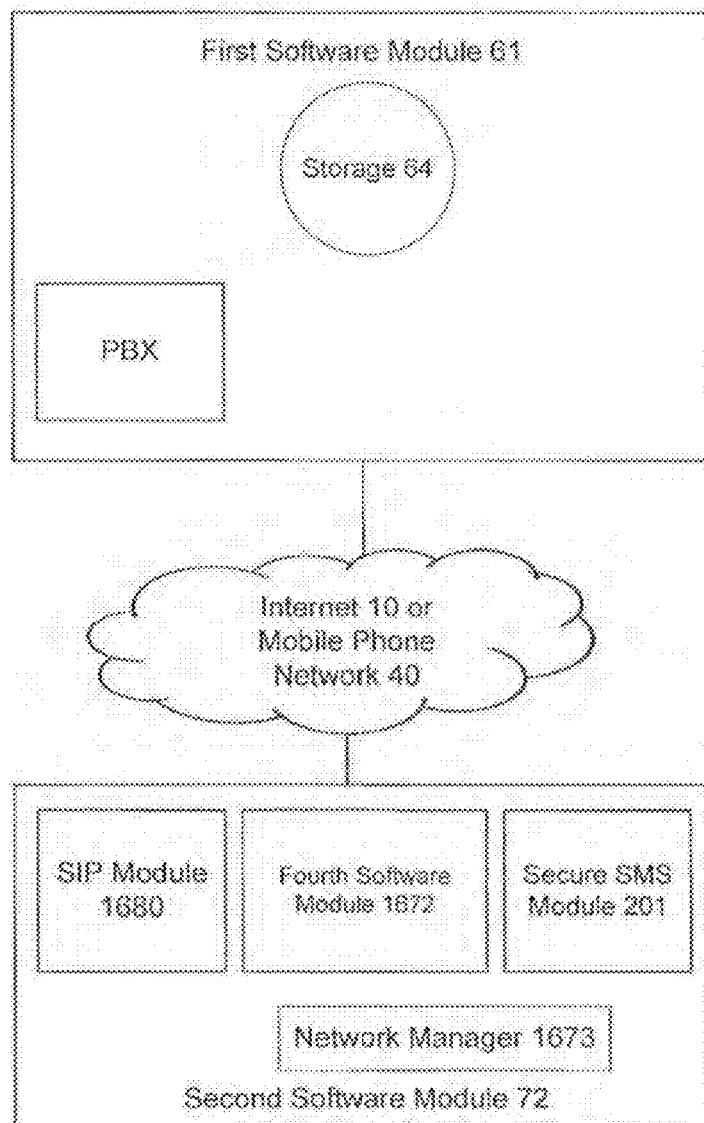 First Software Module 61
Storage 64
PBX
Internet 10 or
Mobile Phone
Network 40
SIP Module
1680
Fourth Software
Module 1672
Secure SMS
Module 201
Network Manager 1673
Second Software Module 72